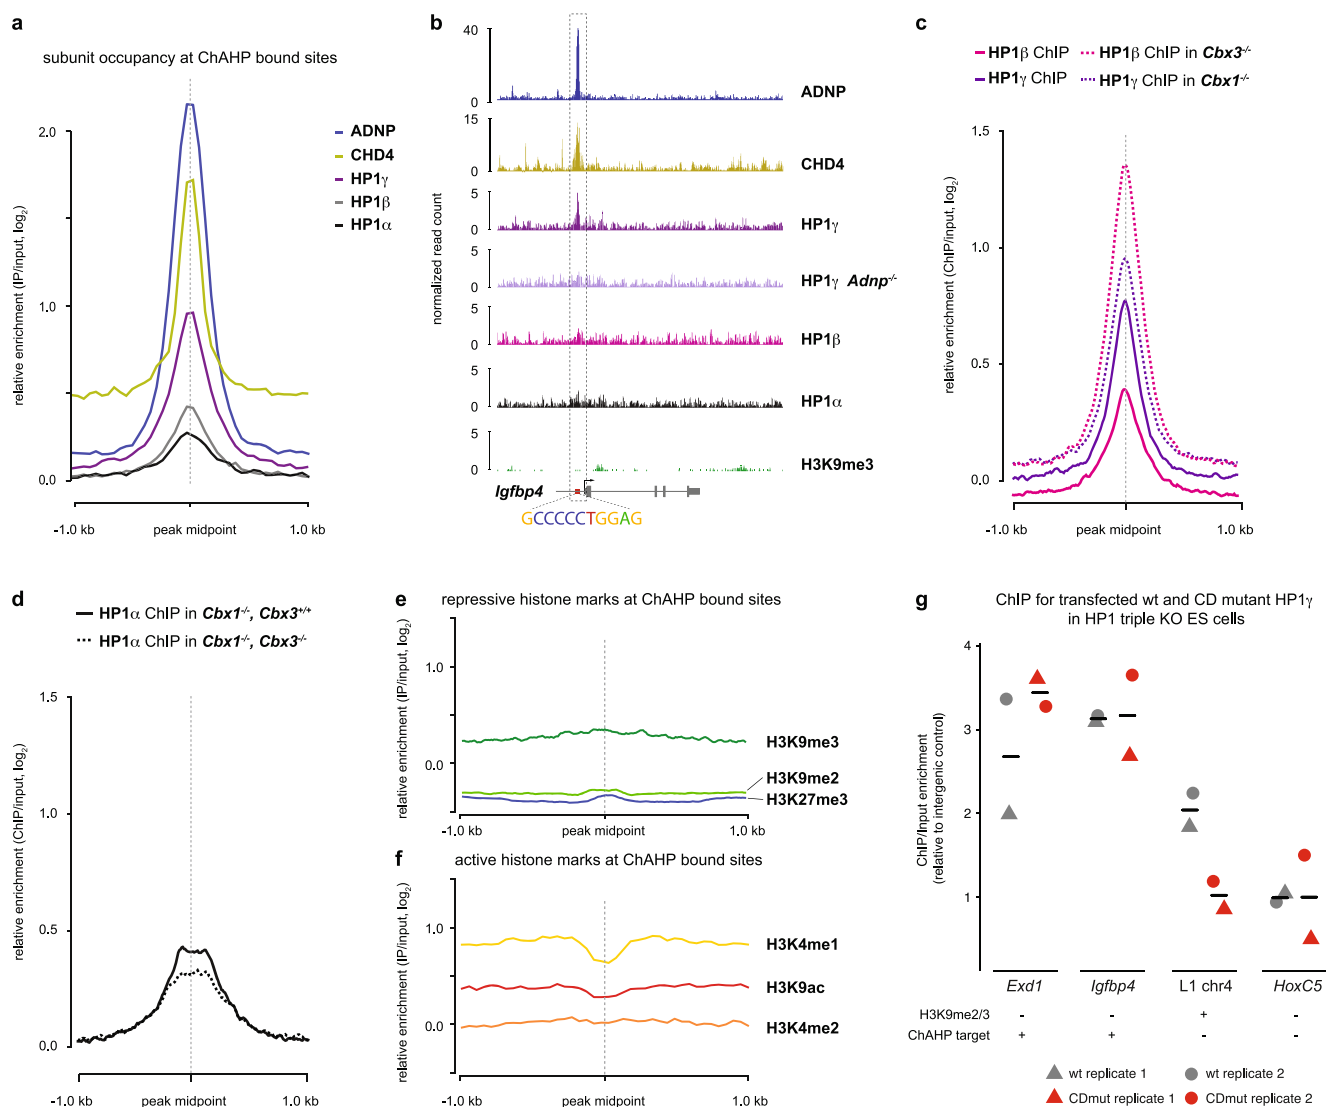 a
subunit occupancy at ChAHP bound sites
relative enrichment (IP/input, log2)
2.0
1.0
0.0
-1.0 kb
peak midpoint
1.0 kb
ADNP
CHD4
HP1γ
HP1β
HP1α
b
normalized read count
40
0
ADNP
15
0
CHD4
5
0
HP1γ
5
0
HP1γ Adnp-/-
5
0
HP1β
5
0
HP1α
5
0
H3K9me3
Igfbp4
GCCCCCTGGAG
c
HP1β ChIP
HP1β ChIP in Cbx3-/-
HP1γ ChIP
HP1γ ChIP in Cbx1-/-
relative enrichment (ChIP/input, log2)
1.5
1.0
0.5
0.0
-1.0 kb
peak midpoint
1.0 kb
d
HP1α ChIP in Cbx1-/-, Cbx3+/+
HP1α ChIP in Cbx1-/-, Cbx3-/-
relative enrichment (ChIP/input, log2)
1.5
1.0
0.5
0.0
-1.0 kb
peak midpoint
1.0 kb
e
repressive histone marks at ChAHP bound sites
relative enrichment (IP/input, log2)
1.0
0.0
H3K9me3
H3K9me2
H3K27me3
-1.0 kb
peak midpoint
1.0 kb
f
active histone marks at ChAHP bound sites
relative enrichment (IP/input, log2)
1.0
0.0
H3K4me1
H3K9ac
H3K4me2
-1.0 kb
peak midpoint
1.0 kb
g
ChIP for transfected wt and CD mutant HP1γ
in HP1 triple KO ES cells
ChIP/Input enrichment
(relative to intergenic control)
4
3
2
1
Exd1
Igfbp4
L1 chr4
HoxC5
H3K9me2/3 - - + -
ChAHP target + + - -
wt replicate 1
wt replicate 2
CDmut replicate 1
CDmut replicate 2